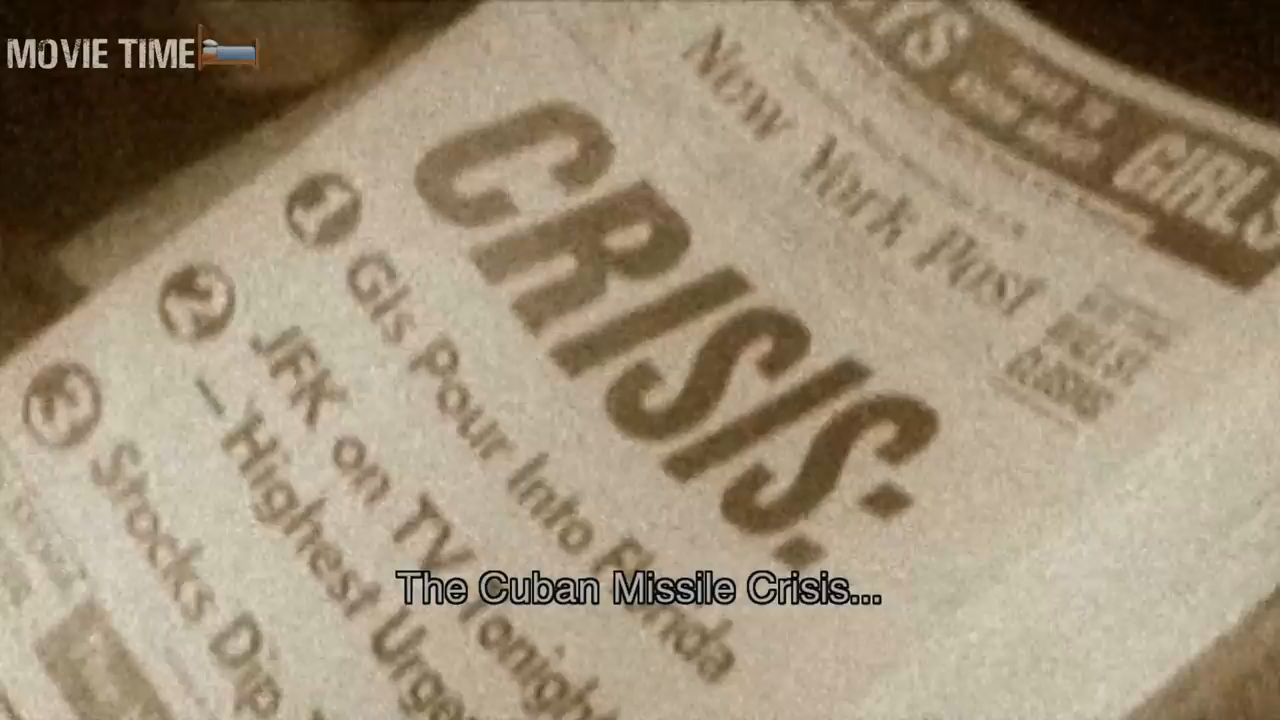 MOVIE TIME
GIRLS
New York Post
CRISIS:
1 GIs Pour Into Florida
2 JFK on TV Tonight
—'Highest Urge
3 Stocks Dip
The Cuban Missile Crisis...